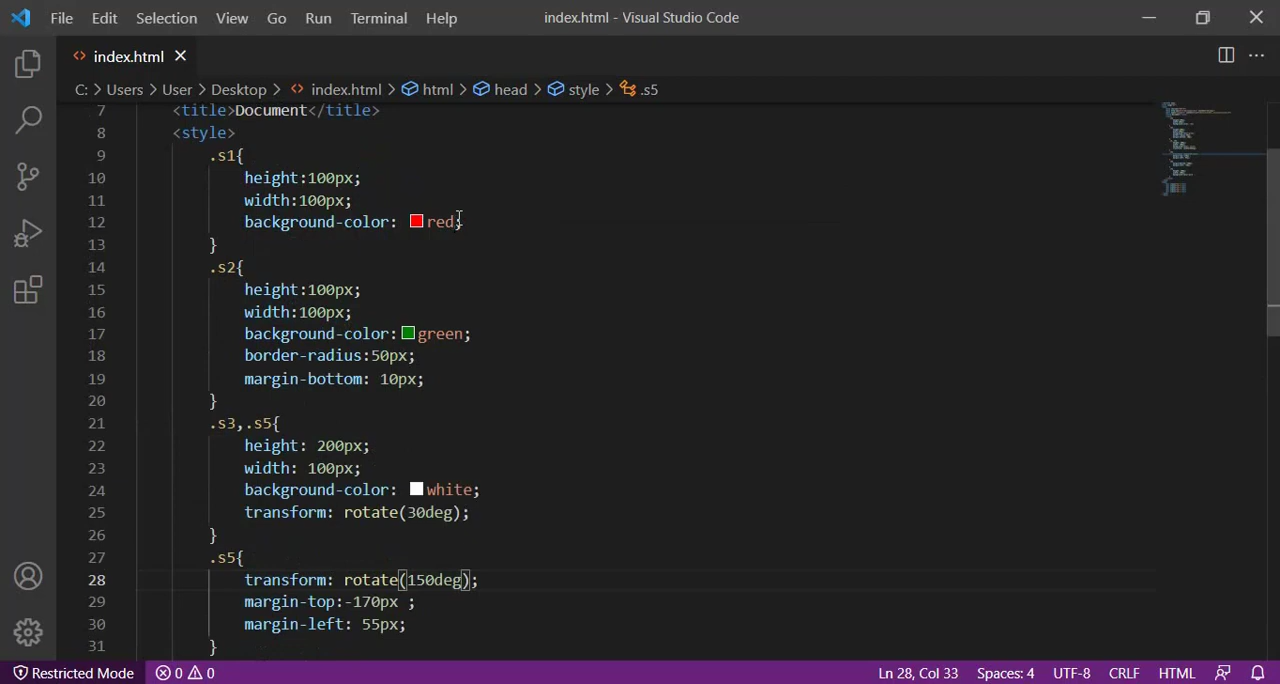 File Edit Selection View Go Run Terminal Help index.html - Visual Studio Code
index.html
C: > Users > User > Desktop > index.html > html > head > style > .s5
7 <title>Document</title>
8 <style>
9 .s1{
10 height:100px;
11 width:100px;
12 background-color: red;
13 }
14 .s2{
15 height:100px;
16 width:100px;
17 background-color:green;
18 border-radius:50px;
19 margin-bottom: 10px;
20 }
21 .s3,.s5{
22 height: 200px;
23 width: 100px;
24 background-color: white;
25 transform: rotate(30deg);
26 }
27 .s5{
28 transform: rotate(150deg);
29 margin-top:-170px ;
30 margin-left: 55px;
31 }
Restricted Mode 0 0 Ln 28, Col 33 Spaces: 4 UTF-8 CRLF HTML